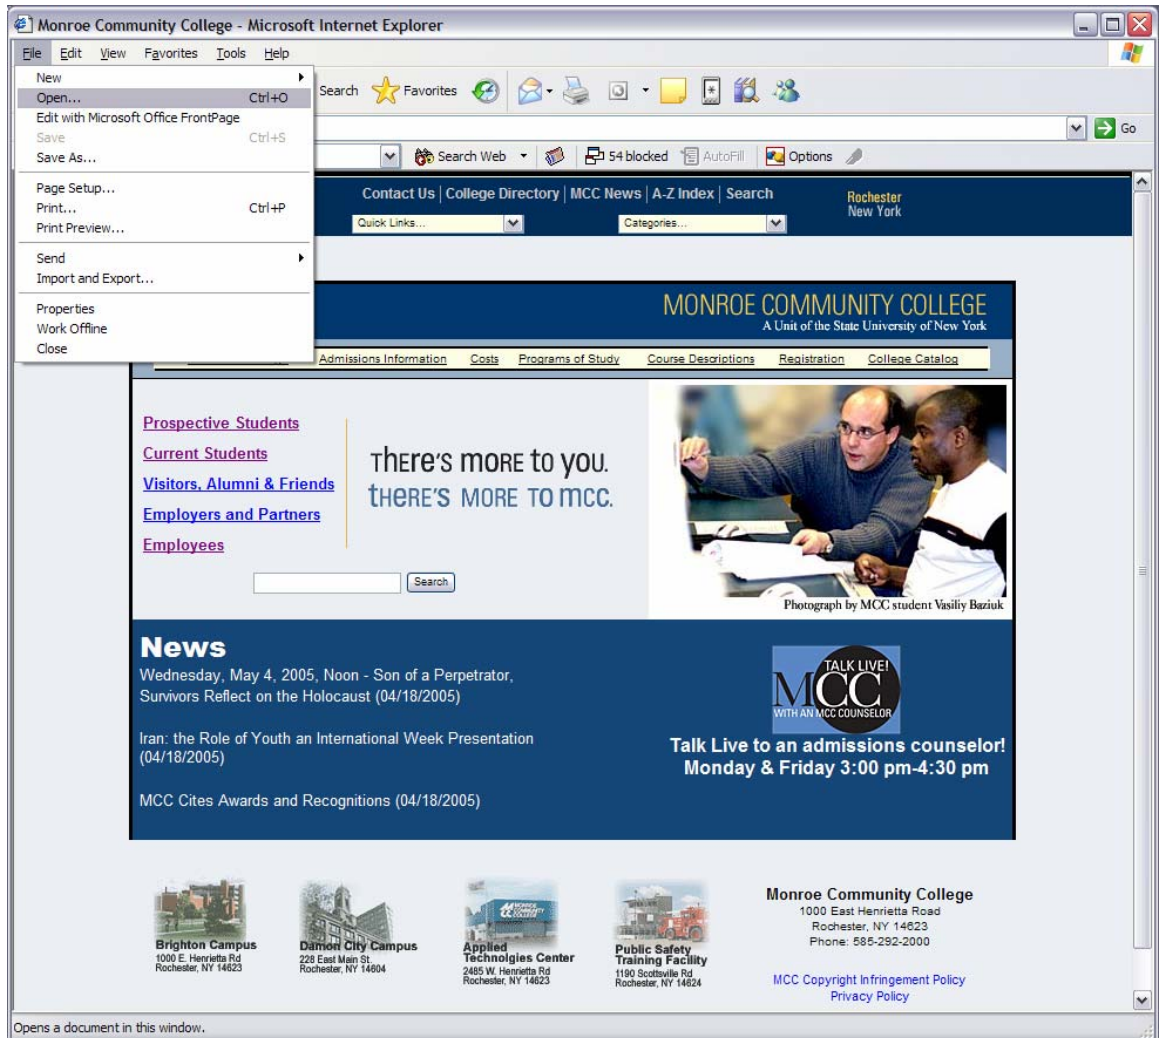 Monroe Community College - Microsoft Internet Explorer
File Edit View Favorites Tools Help
New
Open... Ctrl+O
Edit with Microsoft Office FrontPage
Save Ctrl+S
Save As...
Page Setup...
Print... Ctrl+P
Print Preview...
Send
Import and Export...
Properties
Work Offline
Close
Search Favorites
Go
Search Web 54 blocked AutoFill Options
Contact Us | College Directory | MCC News | A-Z Index | Search
Rochester
New York
Quick Links... Categories...
MONROE COMMUNITY COLLEGE
A Unit of the State University of New York
Admissions Information Costs Programs of Study Course Descriptions Registration College Catalog
Prospective Students
Current Students
Visitors, Alumni & Friends
Employers and Partners
Employees
THere's more to you.
THERE'S MORE TO mcc.
Search
Photograph by MCC student Vasiliy Baziuk
News
Wednesday, May 4, 2005, Noon - Son of a Perpetrator,
Survivors Reflect on the Holocaust (04/18/2005)
Iran: the Role of Youth an International Week Presentation
(04/18/2005)
MCC Cites Awards and Recognitions (04/18/2005)
TALK LIVE!
MCC
WITH AN MCC COUNSELOR
Talk Live to an admissions counselor!
Monday & Friday 3:00 pm-4:30 pm
Brighton Campus
1000 E. Henrietta Rd
Rochester, NY 14623
Damon City Campus
228 East Main St.
Rochester, NY 14604
MONROE COMMUNITY COLLEGE
Applied
Technolgies Center
2485 W. Henrietta Rd
Rochester, NY 14623
Public Safety
Training Facility
1190 Scottsville Rd
Rochester, NY 14624
Monroe Community College
1000 East Henrietta Road
Rochester, NY 14623
Phone: 585-292-2000
MCC Copyright Infringement Policy
Privacy Policy
Opens a document in this window.